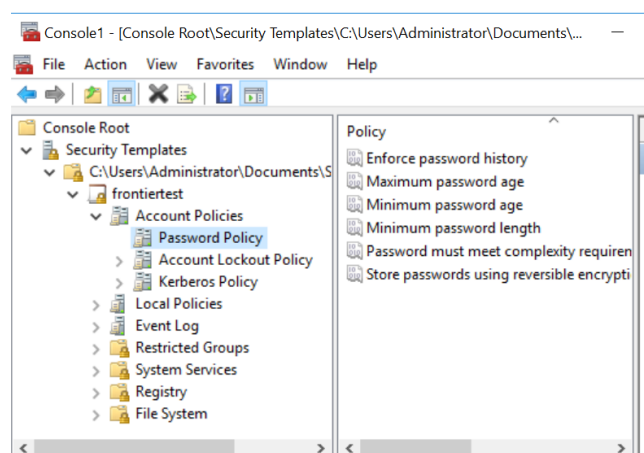 Console1 - [Console Root\Security Templates\C:\Users\Administrator\Documents\...
File Action View Favorites Window Help
Console Root
Security Templates
C:\Users\Administrator\Documents\S
frontiertest
Account Policies
Password Policy
Account Lockout Policy
Kerberos Policy
Local Policies
Event Log
Restricted Groups
System Services
Registry
File System
Policy
Enforce password history
Maximum password age
Minimum password age
Minimum password length
Password must meet complexity requiren
Store passwords using reversible encrypti